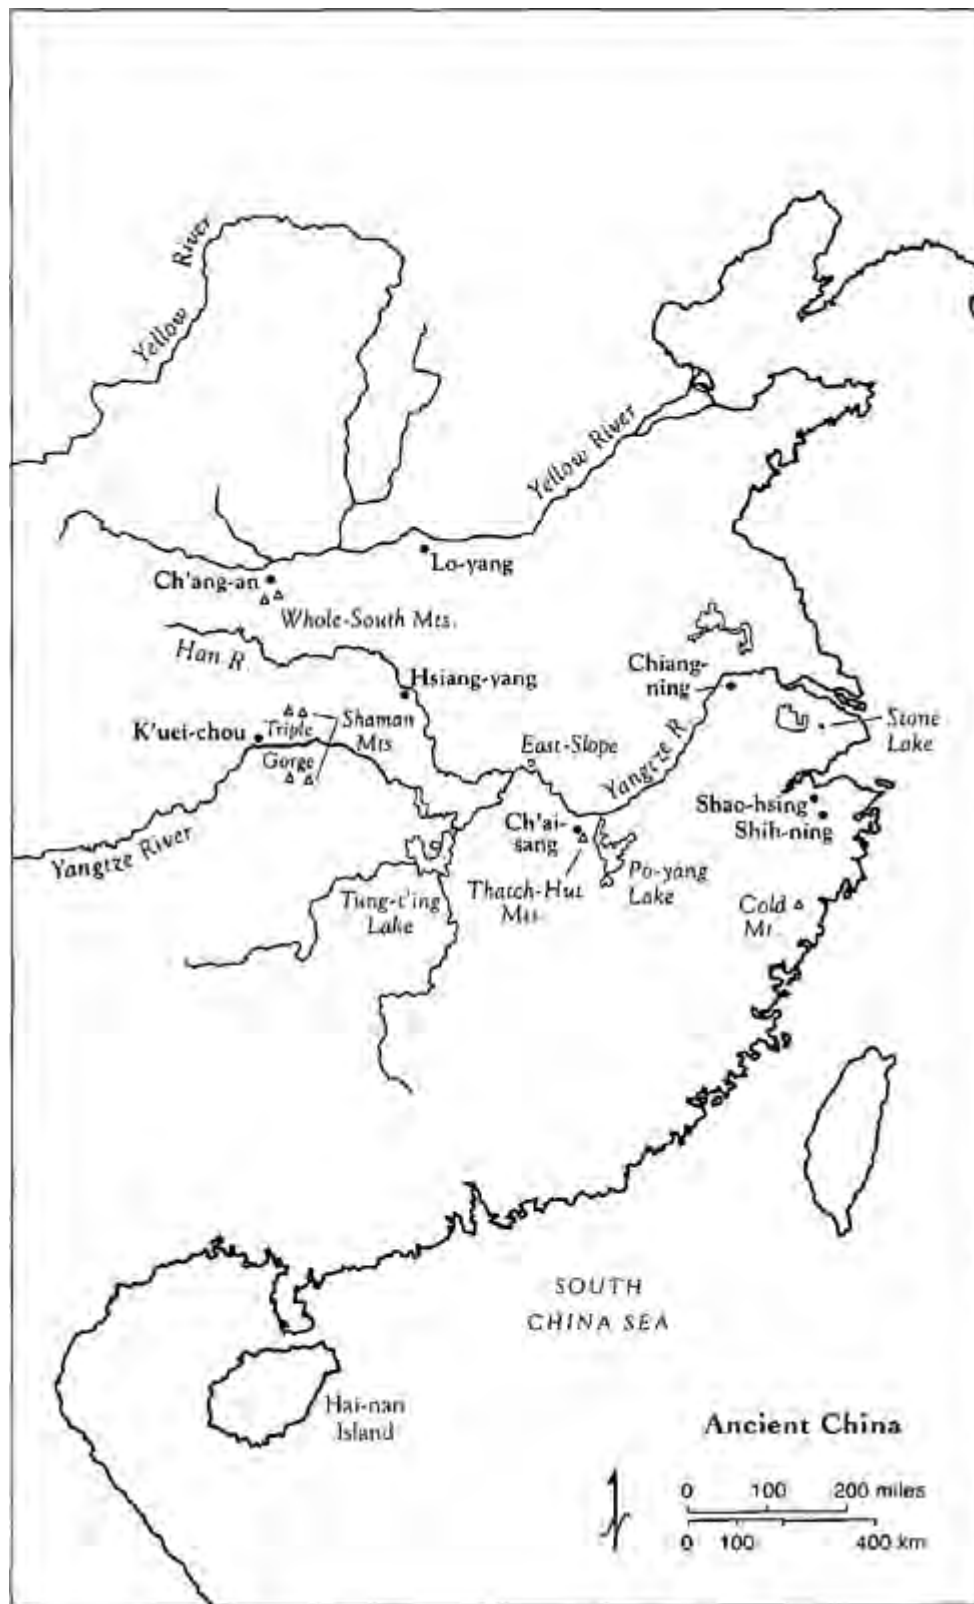 Yellow River
Yellow River
Ch'ang-an
Lo-yang
Whole-South Mts.
Han R.
Hsiang-yang
Chiang-
ning
K'uei-chou
Triple
Gorge
Shaman
Mts
East-Slope
Yangtze R.
Stone
Lake
Shao-hsing
Shih-ning
Yangtze River
Ch'ai-
sang
Thatch-Hut
Mts.
Po-yang
Lake
Tung-t'ing
Lake
Cold
Mt.
SOUTH
CHINA SEA
Hai-nan
Island
Ancient China
0 100 200 miles
0 100 400 km